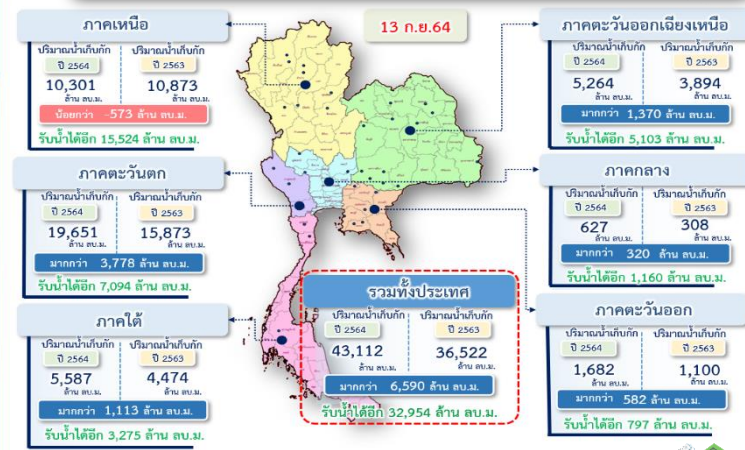 13 ก.ย.64
ภาคเหนือ
ปริมาณน้ำเก็บกัก ปริมาณน้ำเก็บกัก
ปี 2564 ปี 2563
10,301 10,873
ล้าน ลบ.ม. ล้าน ลบ.ม.
น้อยกว่า -573 ล้าน ลบ.ม.
รับน้ำได้อีก 15,524 ล้าน ลบ.ม.
ภาคตะวันออกเฉียงเหนือ
ปริมาณน้ำเก็บกัก ปริมาณน้ำเก็บกัก
ปี 2564 ปี 2563
5,264 3,894
ล้าน ลบ.ม. ล้าน ลบ.ม.
มากกว่า 1,370 ล้าน ลบ.ม.
รับน้ำได้อีก 5,103 ล้าน ลบ.ม.
ภาคตะวันตก
ปริมาณน้ำเก็บกัก ปริมาณน้ำเก็บกัก
ปี 2564 ปี 2563
19,651 15,873
ล้าน ลบ.ม. ล้าน ลบ.ม.
มากกว่า 3,778 ล้าน ลบ.ม.
รับน้ำได้อีก 7,094 ล้าน ลบ.ม.
ภาคกลาง
ปริมาณน้ำเก็บกัก ปริมาณน้ำเก็บกัก
ปี 2564 ปี 2563
627 308
ล้าน ลบ.ม. ล้าน ลบ.ม.
มากกว่า 320 ล้าน ลบ.ม.
รับน้ำได้อีก 1,160 ล้าน ลบ.ม.
ภาคใต้
ปริมาณน้ำเก็บกัก ปริมาณน้ำเก็บกัก
ปี 2564 ปี 2563
5,587 4,474
ล้าน ลบ.ม. ล้าน ลบ.ม.
มากกว่า 1,113 ล้าน ลบ.ม.
รับน้ำได้อีก 3,275 ล้าน ลบ.ม.
รวมทั้งประเทศ
ปริมาณน้ำเก็บกัก ปริมาณน้ำเก็บกัก
ปี 2564 ปี 2563
43,112 36,522
ล้าน ลบ.ม. ล้าน ลบ.ม.
มากกว่า 6,590 ล้าน ลบ.ม.
รับน้ำได้อีก 32,954 ล้าน ลบ.ม.
ภาคตะวันออก
ปริมาณน้ำเก็บกัก ปริมาณน้ำเก็บกัก
ปี 2564 ปี 2563
1,682 1,100
ล้าน ลบ.ม. ล้าน ลบ.ม.
มากกว่า 582 ล้าน ลบ.ม.
รับน้ำได้อีก 797 ล้าน ลบ.ม.